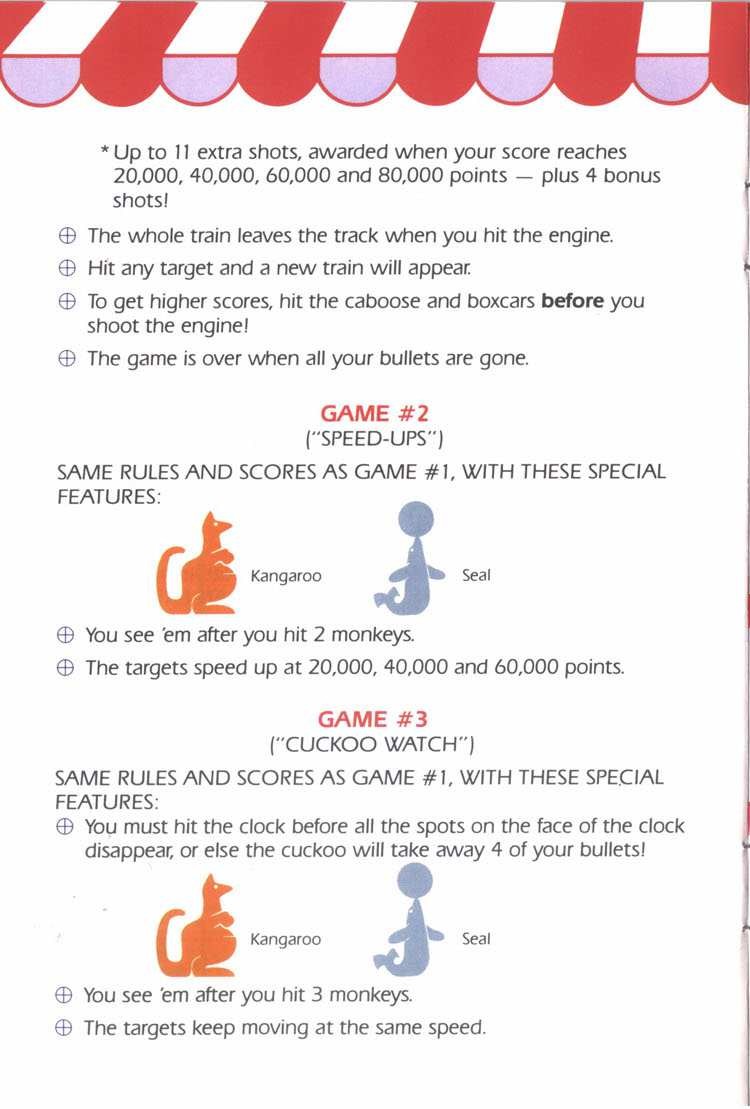 * Up to 11 extra shots, awarded when your score reaches
20,000, 40,000, 60,000 and 80,000 points — plus 4 bonus
shots!
The whole train leaves the track when you hit the engine.
Hit any target and a new train will appear.
To get higher scores, hit the caboose and boxcars before you
shoot the engine!
The game is over when all your bullets are gone.
GAME #2
("SPEED-UPS")
SAME RULES AND SCORES AS GAME #1, WITH THESE SPECIAL
FEATURES:
Kangaroo Seal
You see 'em after you hit 2 monkeys.
The targets speed up at 20,000, 40,000 and 60,000 points.
GAME #3
("CUCKOO WATCH")
SAME RULES AND SCORES AS GAME #1, WITH THESE SPECIAL
FEATURES:
You must hit the clock before all the spots on the face of the clock
disappear, or else the cuckoo will take away 4 of your bullets!
Kangaroo Seal
You see 'em after you hit 3 monkeys.
The targets keep moving at the same speed.